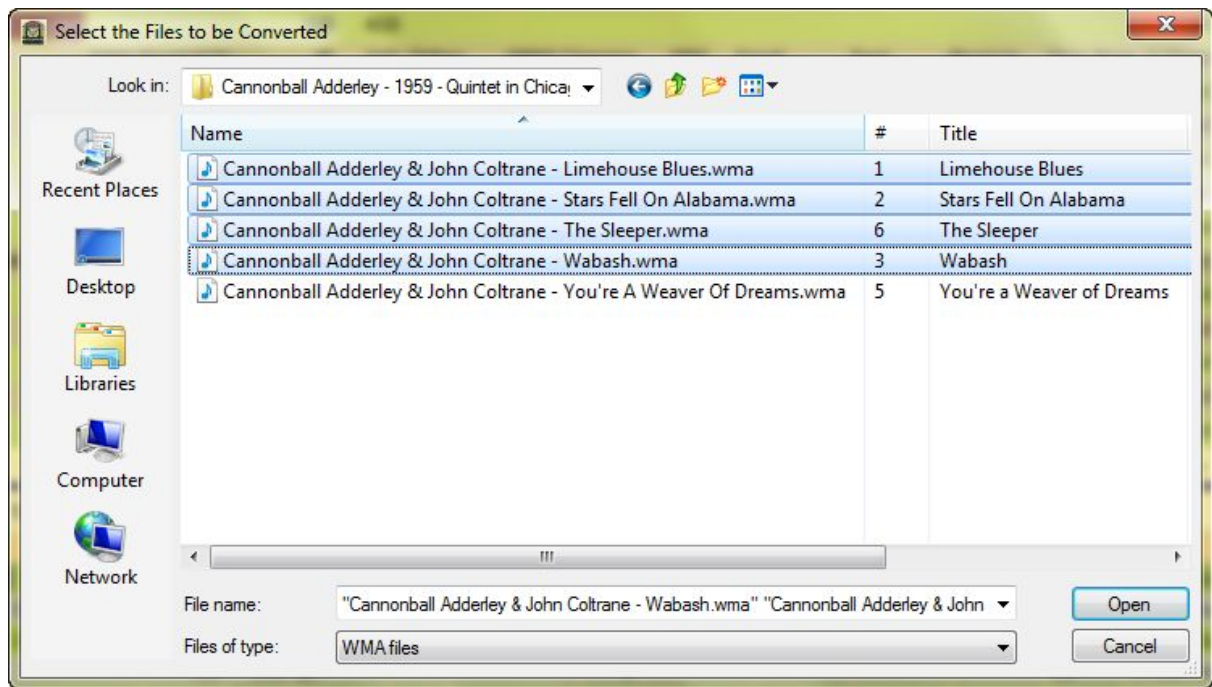 Select the Files to be Converted
Look in: Cannonball Adderley - 1959 - Quintet in Chica
Name # Title
Cannonball Adderley & John Coltrane - Limehouse Blues.wma 1 Limehouse Blues
Cannonball Adderley & John Coltrane - Stars Fell On Alabama.wma 2 Stars Fell On Alabama
Cannonball Adderley & John Coltrane - The Sleeper.wma 6 The Sleeper
Cannonball Adderley & John Coltrane - Wabash.wma 3 Wabash
Cannonball Adderley & John Coltrane - You're A Weaver Of Dreams.wma 5 You're a Weaver of Dreams
Recent Places
Desktop
Libraries
Computer
Network
File name: "Cannonball Adderley & John Coltrane - Wabash.wma" "Cannonball Adderley & John Open
Files of type: WMA files Cancel